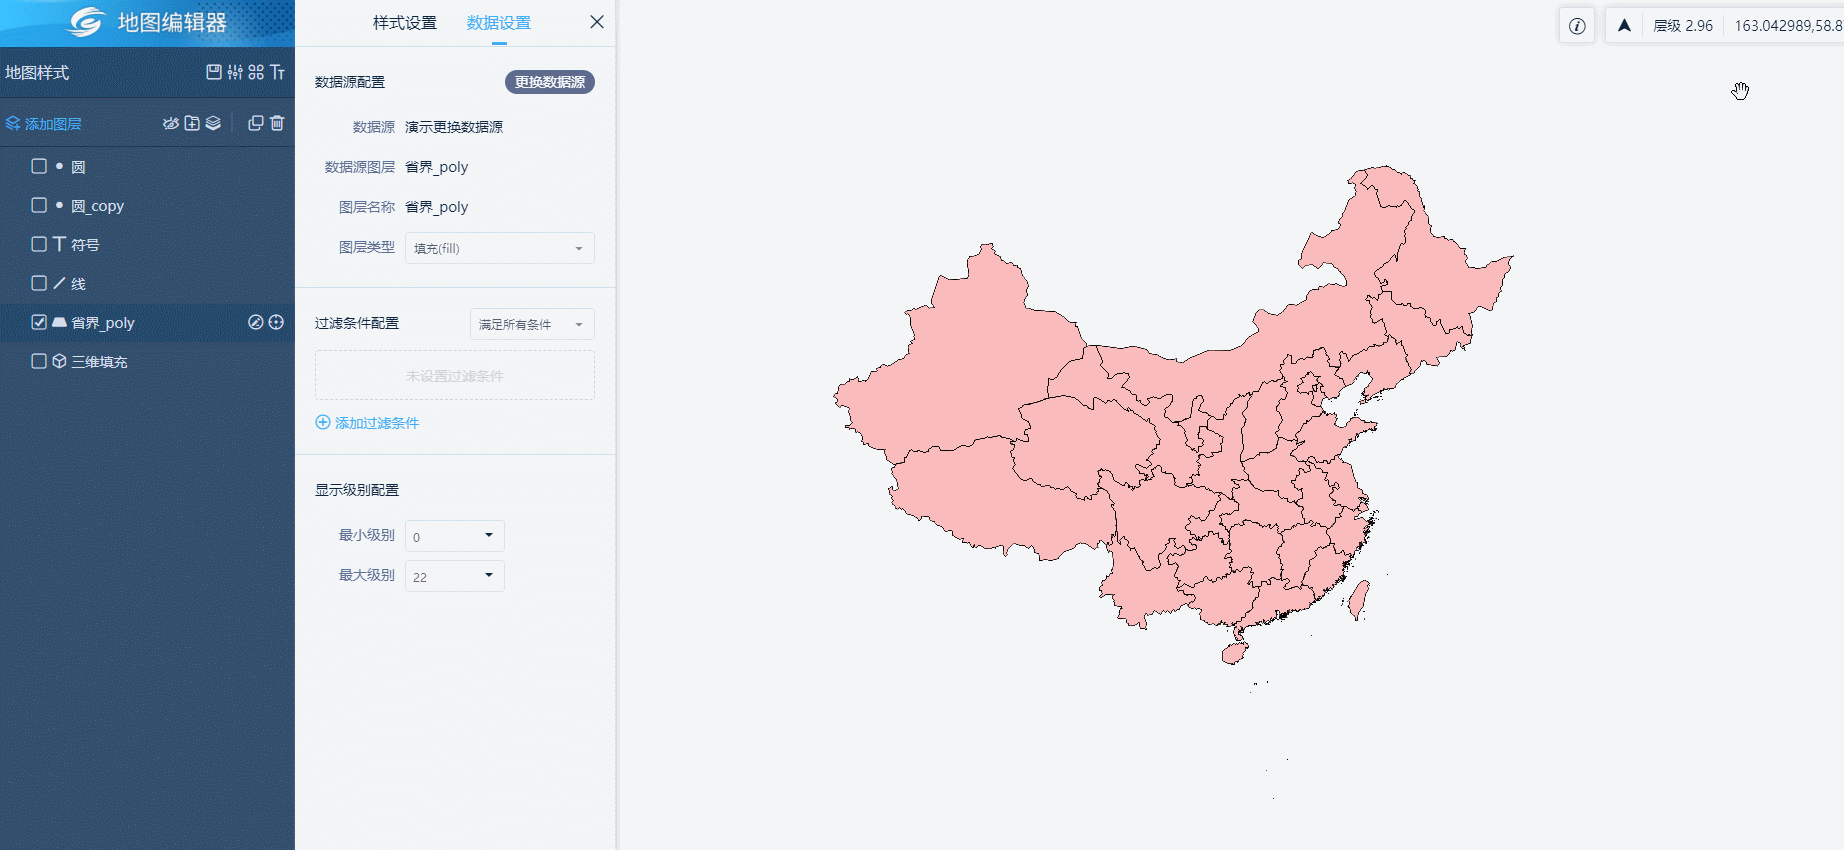 地图编辑器
地图样式
添加图层
圆
圆_copy
符号
线
省界_poly
三维填充
样式设置 数据设置
数据源配置 更换数据源
数据源 演示更换数据源
数据源图层 省界_poly
图层名称 省界_poly
图层类型 填充(fill)
过滤条件配置 满足所有条件
未设置过滤条件
添加过滤条件
显示级别配置
最小级别 0
最大级别 22
层级 2.96 163.042989,58.8